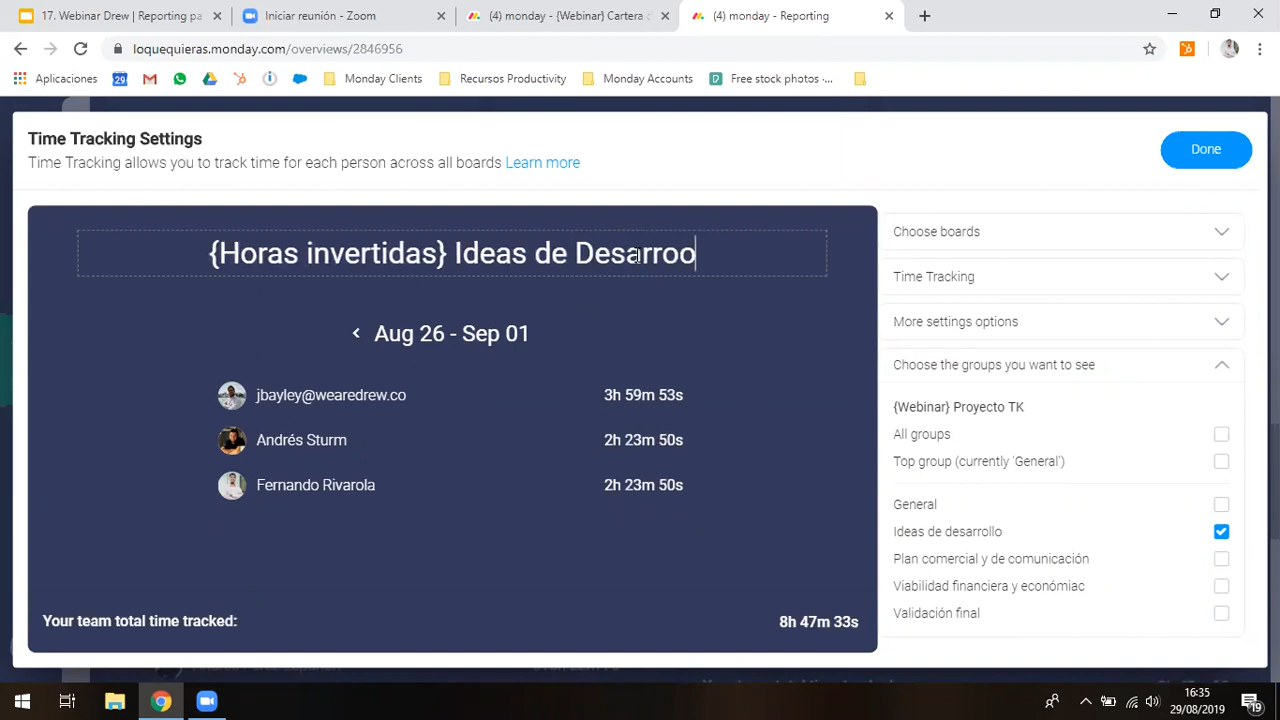 17. Webinar Drew | Reporting pa
Iniciar reunión - Zoom
(4) monday - {Webinar} Cartera d
(4) monday - Reporting
loquequieras.monday.com/overviews/2846956
Aplicaciones
29
Monday Clients
Recursos Productivity
Monday Accounts
Free stock photos -...
Time Tracking Settings
Time Tracking allows you to track time for each person across all boards Learn more
Done
{Horas invertidas} Ideas de Desarroo
Choose boards
Time Tracking
More settings options
Choose the groups you want to see
{Webinar} Proyecto TK
All groups
Top group (currently 'General')
General
Ideas de desarrollo
Plan comercial y de comunicación
Viabilidad financiera y económiac
Validación final
Aug 26 - Sep 01
jbayley@wearedrew.co 3h 59m 53s
Andrés Sturm 2h 23m 50s
Fernando Rivarola 2h 23m 50s
Your team total time tracked: 8h 47m 33s
16:35
29/08/2019
19